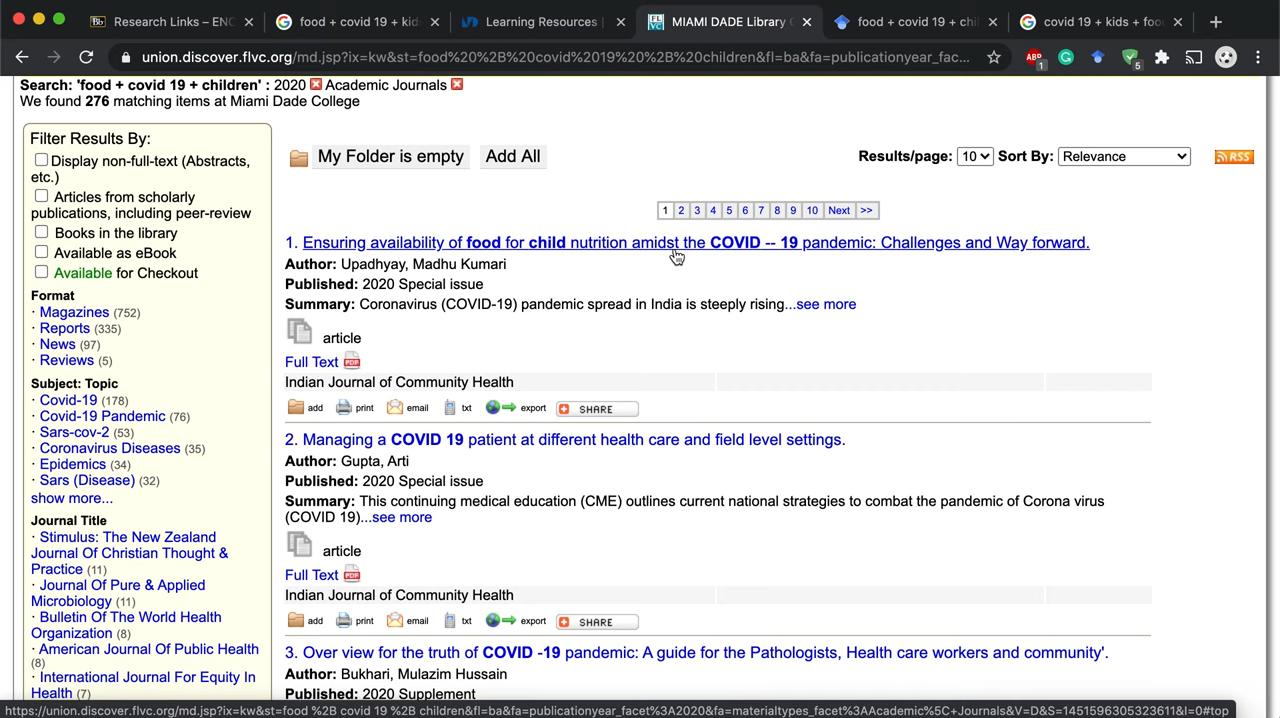 Research Links – ENC
food + covid 19 + kid
Learning Resources |
MIAMI DADE Library C
food + covid 19 + chil
covid 19 + kids + foo
union.discover.flvc.org/md.jsp?ix=kw&st=food%20%2B%20covid%2019%20%2B%20children&fl=ba&fa=publicationyear_fac...
ABP 1
5
Search: 'food + covid 19 + children' : 2020 Academic Journals
We found 276 matching items at Miami Dade College
Filter Results By:
Display non-full-text (Abstracts,
etc.)
Articles from scholarly
publications, including peer-review
Books in the library
Available as eBook
Available for Checkout
Format
· Magazines (752)
· Reports (335)
· News (97)
· Reviews (5)
Subject: Topic
· Covid-19 (178)
· Covid-19 Pandemic (76)
· Sars-cov-2 (53)
· Coronavirus Diseases (35)
· Epidemics (34)
· Sars (Disease) (32)
show more...
Journal Title
· Stimulus: The New Zealand
Journal Of Christian Thought &
Practice (11)
· Journal Of Pure & Applied
Microbiology (11)
· Bulletin Of The World Health
Organization (8)
· American Journal Of Public Health
(8)
· International Journal For Equity In
Health (7)
My Folder is empty Add All
Results/page: 10 Sort By: Relevance
RSS
1 2 3 4 5 6 7 8 9 10 Next >>
1. Ensuring availability of food for child nutrition amidst the COVID -- 19 pandemic: Challenges and Way forward.
Author: Upadhyay, Madhu Kumari
Published: 2020 Special issue
Summary: Coronavirus (COVID-19) pandemic spread in India is steeply rising...see more
article
Full Text PDF
Indian Journal of Community Health
add print email txt export SHARE
2. Managing a COVID 19 patient at different health care and field level settings.
Author: Gupta, Arti
Published: 2020 Special issue
Summary: This continuing medical education (CME) outlines current national strategies to combat the pandemic of Corona virus
(COVID 19)...see more
article
Full Text PDF
Indian Journal of Community Health
add print email txt export SHARE
3. Over view for the truth of COVID -19 pandemic: A guide for the Pathologists, Health care workers and community'.
Author: Bukhari, Mulazim Hussain
Published: 2020 Supplement
https://union.discover.flvc.org/md.jsp?ix=kw&st=food %2B covid 19 %2B children&fl=ba&fa=publicationyear_facet%3A2020&fa=materialtypes_facet%3AAcademic%5C+Journals&V=D&S=1451596305323611&I=0#top